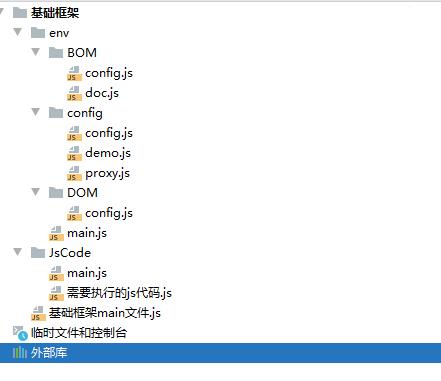 基础框架
env
BOM
config.js
doc.js
config
config.js
demo.js
proxy.js
DOM
config.js
main.js
JsCode
main.js
需要执行的js代码.js
基础框架main文件.js
临时文件和控制台
外部库